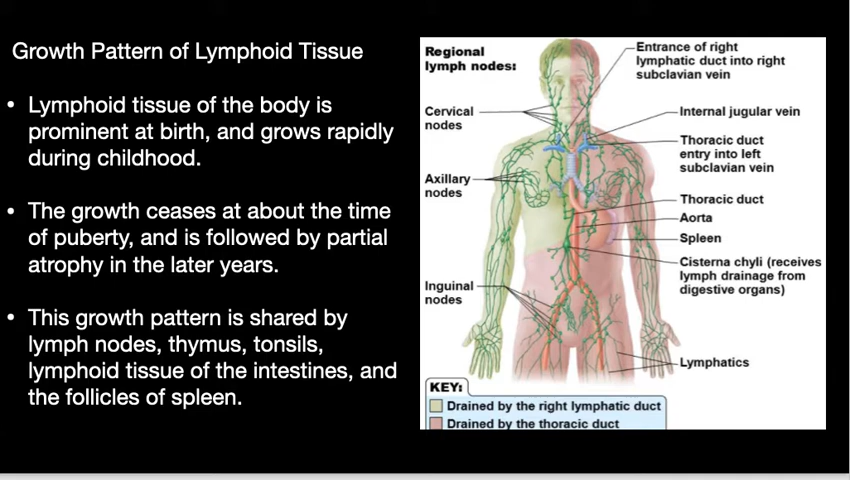 Growth Pattern of Lymphoid Tissue
• Lymphoid tissue of the body is
prominent at birth, and grows rapidly
during childhood.
• The growth ceases at about the time
of puberty, and is followed by partial
atrophy in the later years.
• This growth pattern is shared by
lymph nodes, thymus, tonsils,
lymphoid tissue of the intestines, and
the follicles of spleen.
Regional
lymph nodes:
Cervical
nodes
Axillary
nodes
Inguinal
nodes
Entrance of right
lymphatic duct into right
subclavian vein
Internal jugular vein
Thoracic duct
entry into left
subclavian vein
Thoracic duct
Aorta
Spleen
Cisterna chyli (receives
lymph drainage from
digestive organs)
Lymphatics
KEY:
Drained by the right lymphatic duct
Drained by the thoracic duct